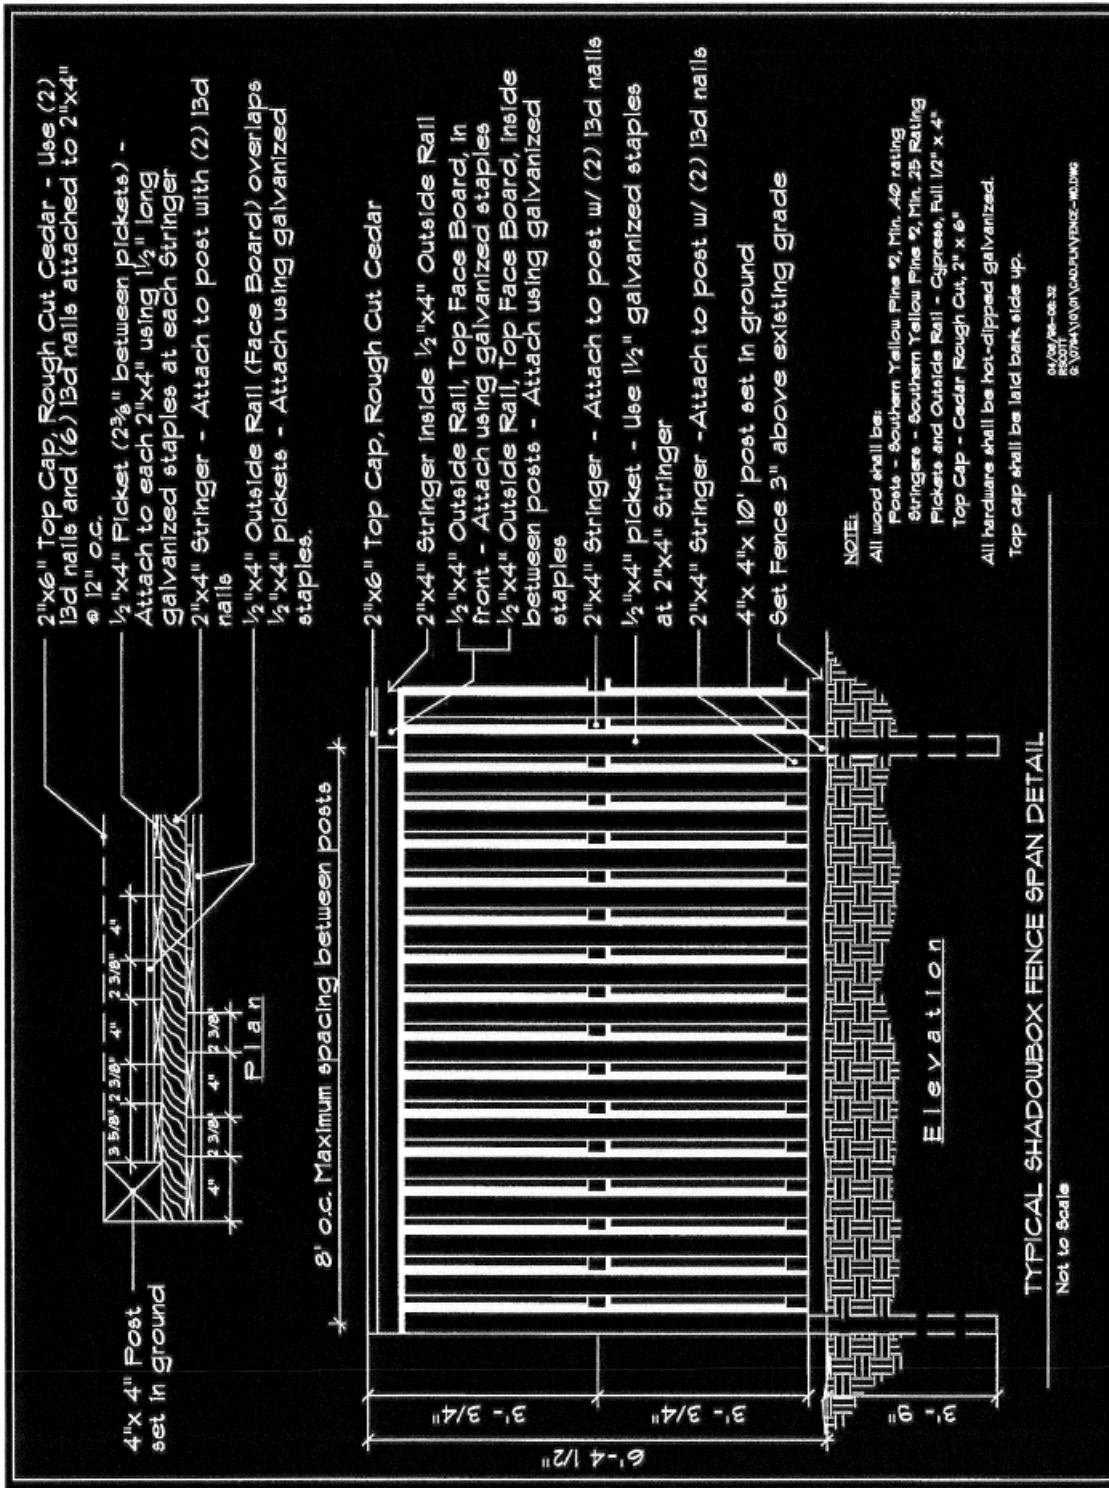 2"x6" Top Cap, Rough Cut Cedar - Use (2)
13d nails and (6) 13d nails attached to 2"x4"
@ 12" o.c.
1/2"x4" Picket (2 3/8" between pickets) -
Attach to each 2"x4" using 1 1/2" long
galvanized staples at each Stringer
2"x4" Stringer - Attach to post with (2) 13d
nails
1/2"x4" Outside Rail (Face Board) overlaps
1/2"x4" pickets - Attach using galvanized
staples.
4"x 4" Post
set in ground
3 5/8" 2 3/8" 4" 2 3/8" 4"
4" 2 3/8" 4" 2 3/8"
Plan
8' o.c. Maximum spacing between posts
2"x6" Top Cap, Rough Cut Cedar
2"x4" Stringer inside 1/2"x4" Outside Rail
1/2"x4" Outside Rail, Top Face Board, in
front - Attach using galvanized staples
1/2"x4" Outside Rail, Top Face Board, inside
between posts - Attach using galvanized
staples
2"x4" Stringer - Attach to post w/ (2) 13d nails
1/2"x4" picket - Use 1 1/2" galvanized staples
at 2"x4" Stringer
2"x4" Stringer -Attach to post w/ (2) 13d nails
4"x 4"x 10' post set in ground
Set Fence 3" above existing grade
6'-4 1/2"
3'- 3/4"
3'- 3/4"
3'- 9"
Elevation
NOTE:
All wood shall be:
Posts - Southern Yellow Pine #2, Min. .40 rating
Stringers - Southern Yellow Pine #2, Min. .25 Rating
Pickets and Outside Rail - Cypress, Full 1/2" x 4"
Top Cap - Cedar Rough Cut, 2" x 6"
All hardware shall be hot-dipped galvanized.
Top cap shall be laid bark side up.
TYPICAL SHADOWBOX FENCE SPAN DETAIL
Not to Scale